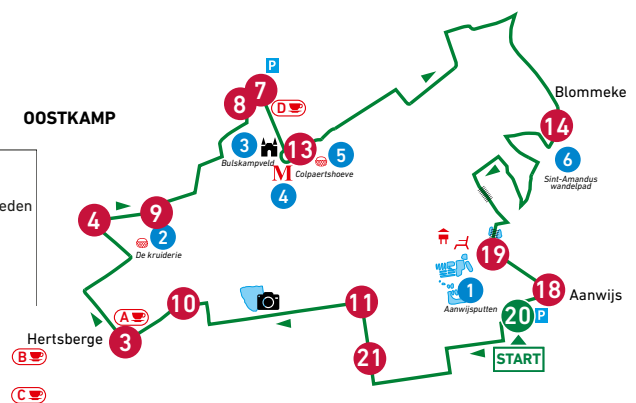 P
7
8
D
OOSTKAMP
Blommeke
14
3
13
5
Bulskampveld
M
Colpaertshoeve
4
6
Sint-Amandus
wandelpad
eden
4
9
2
De kruiderie
19
1
Aanwijsputten
18
Aanwijs
10
11
20
P
A
Hertsberge
3
21
START
B
C